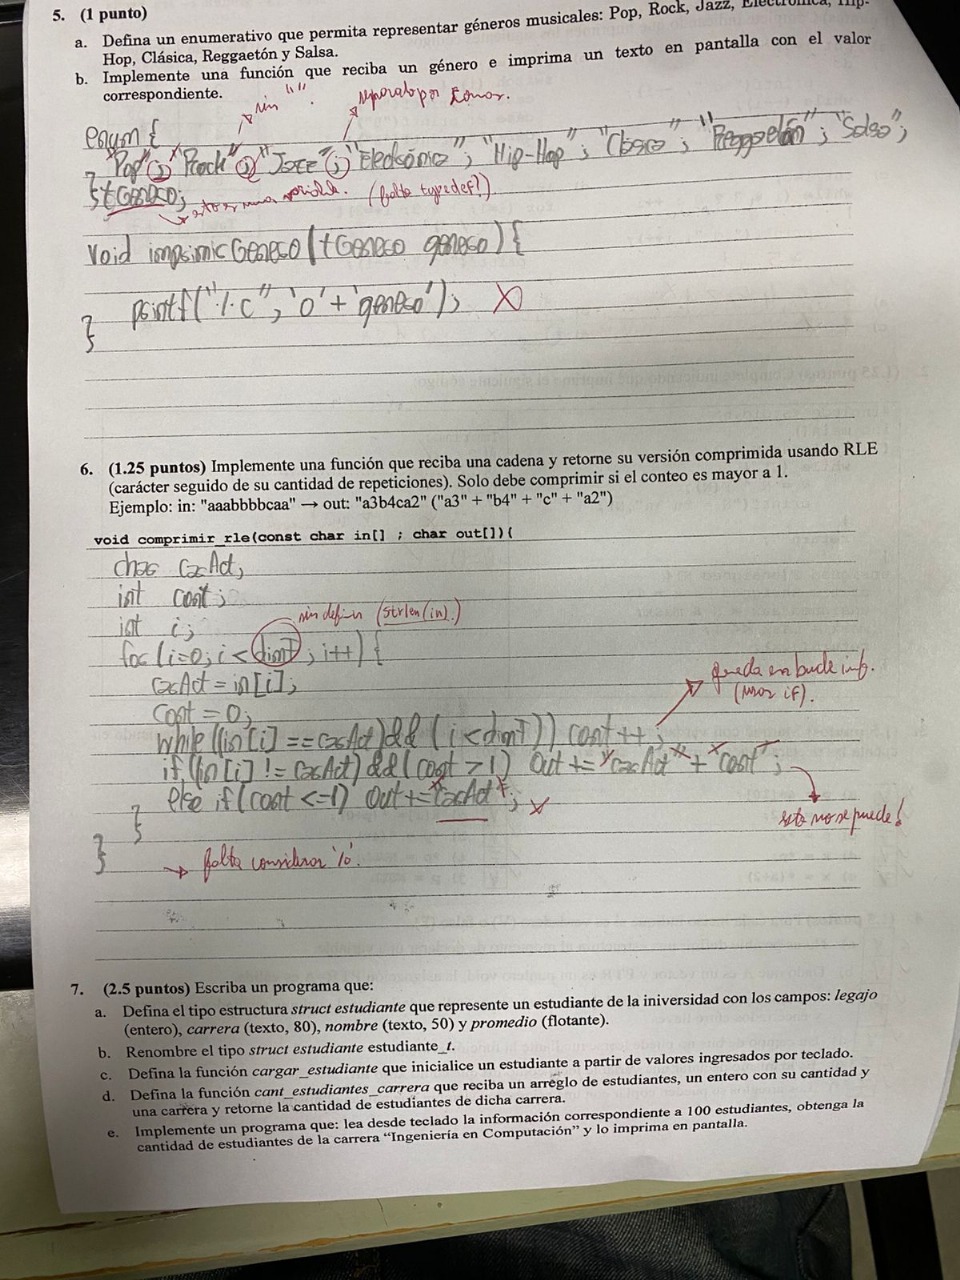 5. (1 punto)
a. Defina un enumerativo que permita representar géneros musicales: Pop, Rock, Jazz, Electrónica, Hip-
Hop, Clásica, Reggaetón y Salsa.
b. Implemente una función que reciba un género e imprima un texto en pantalla con el valor
correspondiente.
sin " ".
separado por comas.
enum {
"Pop"; "Rock"; "Jazz"; "Electrónica"; "Hip-Hop"; "Clásica"; "Reggaetón"; "Salsa";
} tGenero;
esto es una variable. (falta typedef?)
void imprimirGenero(tGenero genero) {
printf("%c", 'o' + 'genero'); X
}
6. (1.25 puntos) Implemente una función que reciba una cadena y retorne su versión comprimida usando RLE
(carácter seguido de su cantidad de repeticiones). Solo debe comprimir si el conteo es mayor a 1.
Ejemplo: in: "aaabbbbcaa" → out: "a3b4ca2" ("a3" + "b4" + "c" + "a2")
void comprimir_rle(const char in[] ; char out[]){
char carAct;
int cont;
int i;
sin definir (strlen(in).)
for (i=0; i<dimF; i++) {
carAct = in[i];
queda en bucle inf.
(usar if).
cont = 0;
while ((in[i] == carAct) && (i<dimF)) cont++;
if ((in[i] != carAct) && (cont > 1) out += "carAct" + "cont";
else if (cont <=1) out += "carAct"; x
esto no se puede!
}
}
→ falta considerar '\0'.
7. (2.5 puntos) Escriba un programa que:
a. Defina el tipo estructura struct estudiante que represente un estudiante de la iniversidad con los campos: legajo
(entero), carrera (texto, 80), nombre (texto, 50) y promedio (flotante).
b. Renombre el tipo struct estudiante estudiante_t.
c. Defina la función cargar_estudiante que inicialice un estudiante a partir de valores ingresados por teclado.
d. Defina la función cant_estudiantes_carrera que reciba un arreglo de estudiantes, un entero con su cantidad y
una carrera y retorne la cantidad de estudiantes de dicha carrera.
e. Implemente un programa que: lea desde teclado la información correspondiente a 100 estudiantes, obtenga la
cantidad de estudiantes de la carrera "Ingeniería en Computación" y lo imprima en pantalla.